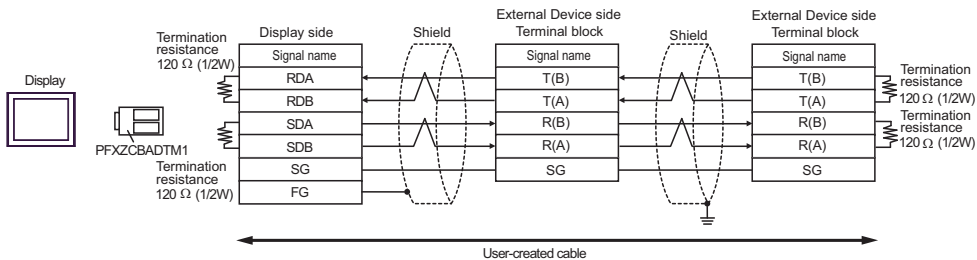 Display
PFXZCBADTM1
Termination
resistance
120 Ω (1/2W)
Termination
resistance
120 Ω (1/2W)
Display side
Signal name
RDA
RDB
SDA
SDB
SG
FG
Shield
External Device side
Terminal block
Signal name
T(B)
T(A)
R(B)
R(A)
SG
Shield
External Device side
Terminal block
Signal name
T(B)
T(A)
R(B)
R(A)
SG
Termination
resistance
120 Ω (1/2W)
Termination
resistance
120 Ω (1/2W)
User-created cable